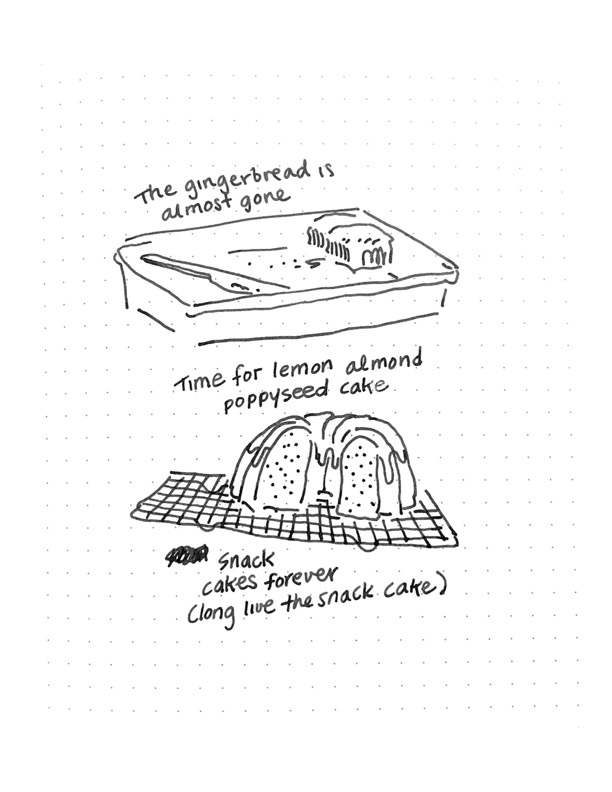 The gingerbread is
almost gone
Time for lemon almond
poppyseed cake
Snack
cakes forever
(long live the snack cake)